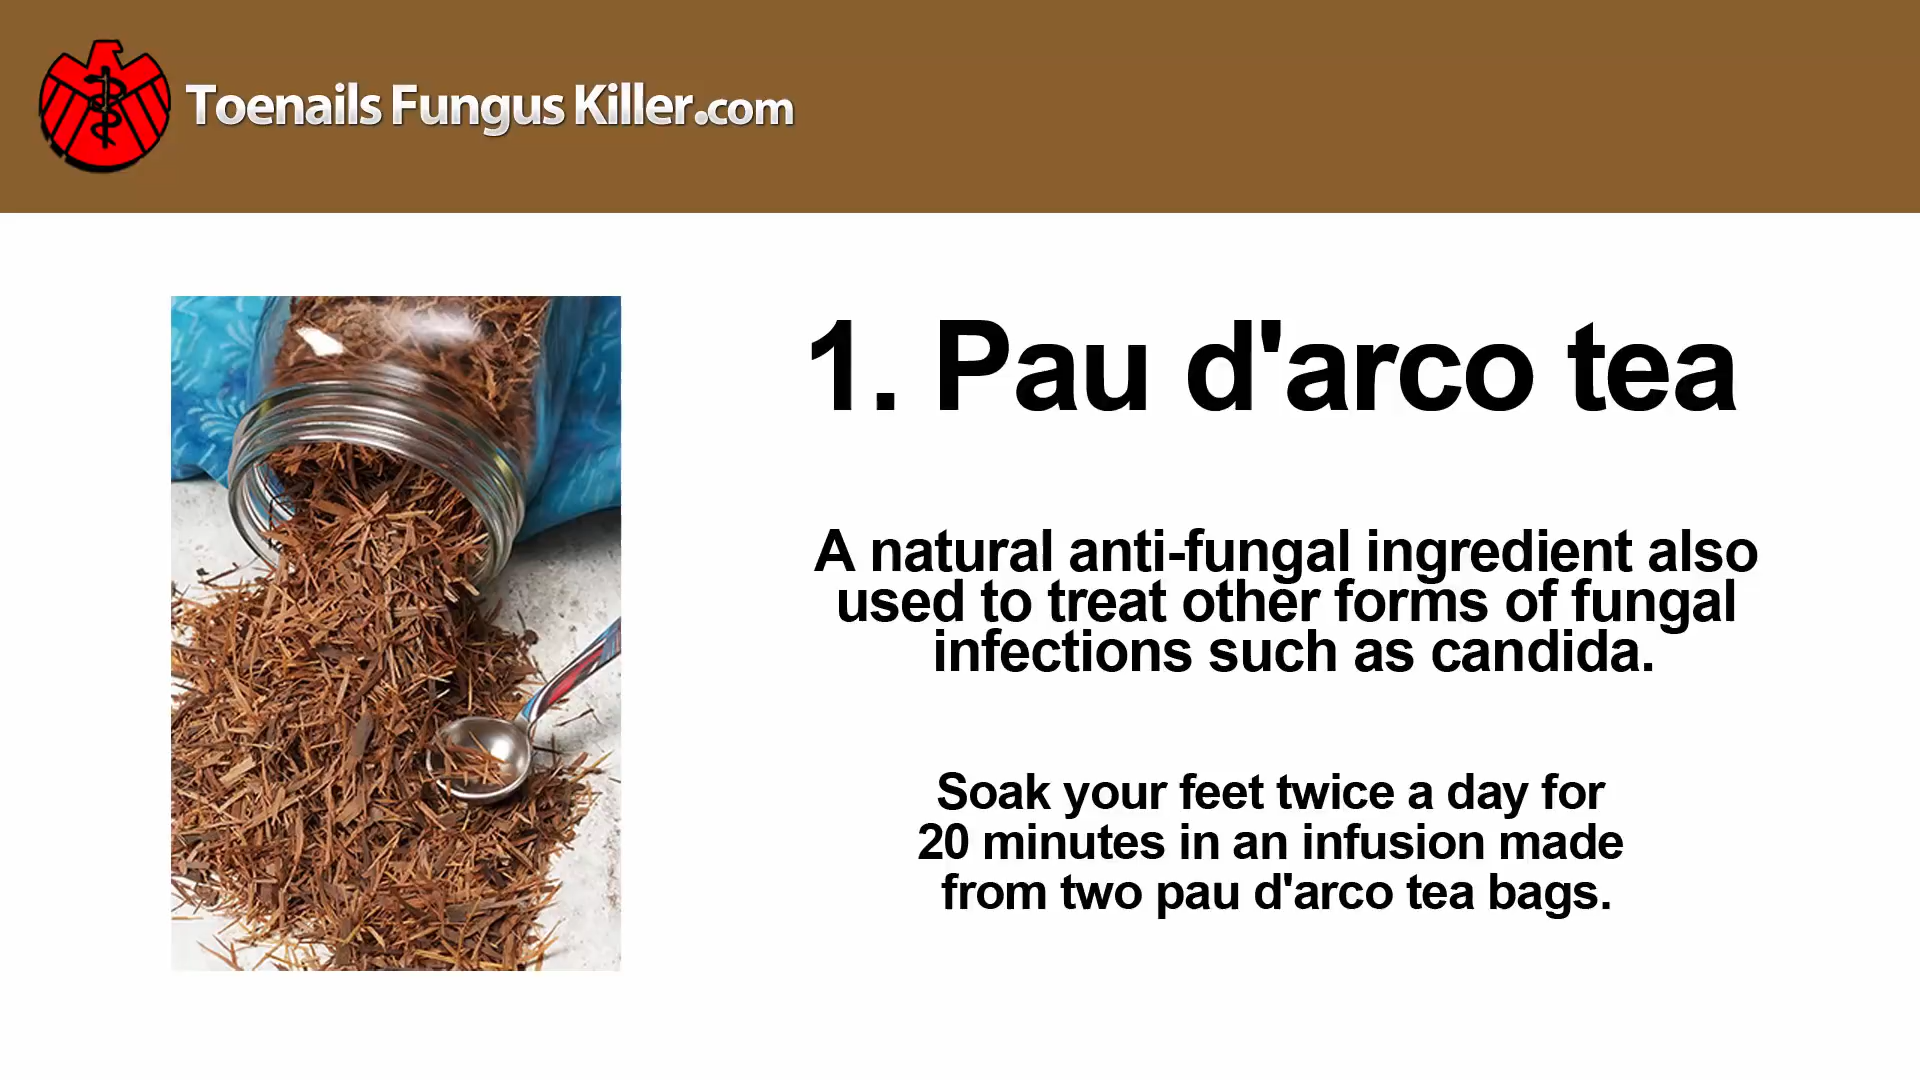 Toenails Fungus Killer.com
1. Pau d'arco tea
A natural anti-fungal ingredient also
used to treat other forms of fungal
infections such as candida.
Soak your feet twice a day for
20 minutes in an infusion made
from two pau d'arco tea bags.